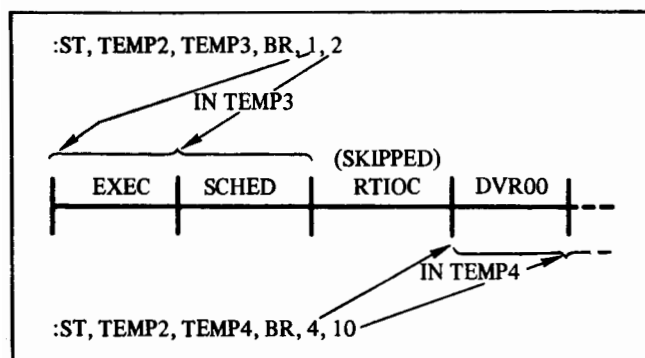 :ST, TEMP2, TEMP3, BR, 1, 2
IN TEMP3
(SKIPPED)
EXEC SCHED RTIOC DVR00
IN TEMP4
:ST, TEMP2, TEMP4, BR, 4, 10